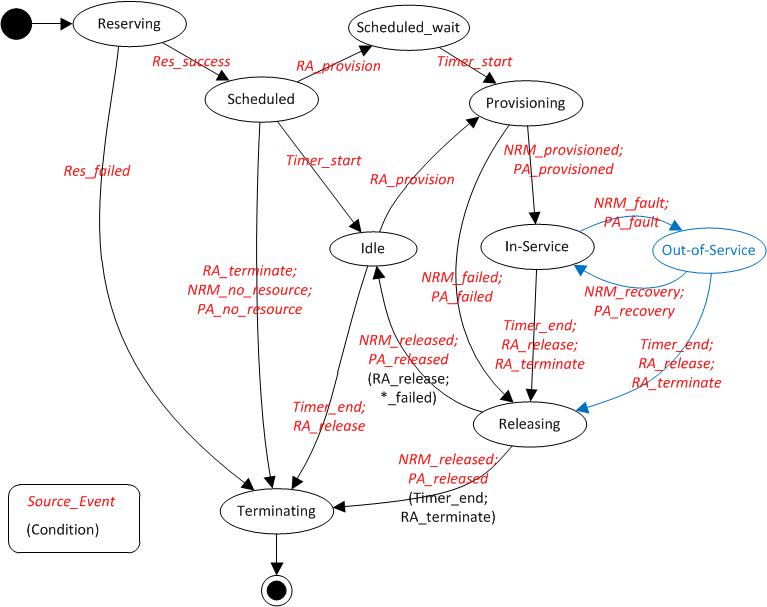 Reserving
Scheduled_wait
Res_success
RA_provision
Timer_start
Scheduled
Provisioning
Res_failed
Timer_start
RA_provision
NRM_provisioned;
PA_provisioned
NRM_fault;
PA_fault
Idle
In-Service
Out-of-Service
RA_terminate;
NRM_no_resource;
PA_no_resource
NRM_failed;
PA_failed
NRM_recovery;
PA_recovery
NRM_released;
PA_released
(RA_release;
*_failed)
Timer_end;
RA_release;
RA_terminate
Timer_end;
RA_release;
RA_terminate
Timer_end;
RA_release
Releasing
NRM_released;
PA_released
(Timer_end;
RA_terminate)
Source_Event
(Condition)
Terminating